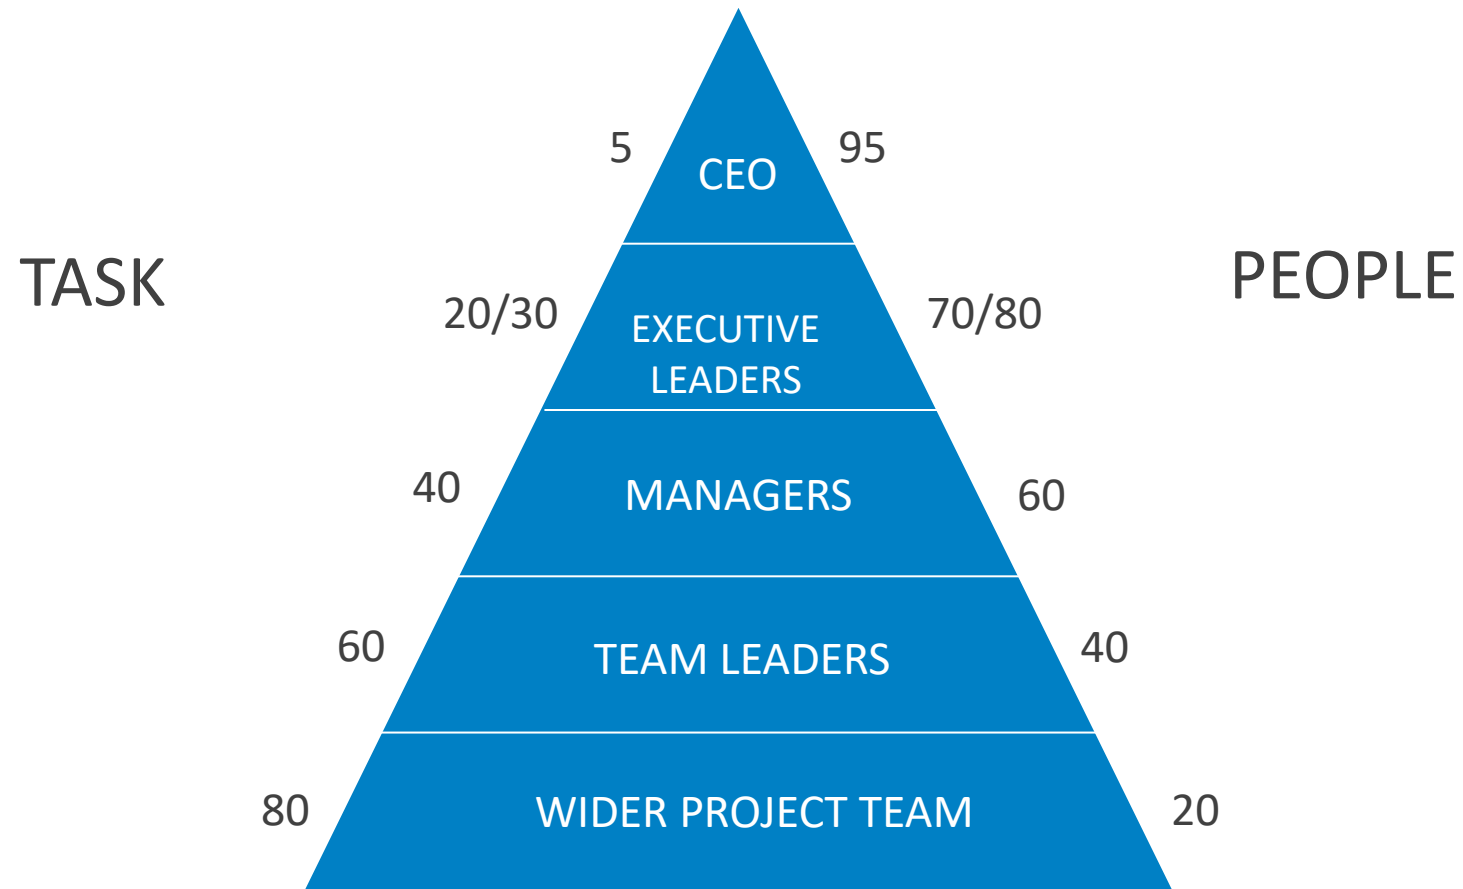 5
95
CEO
TASK
PEOPLE
20/30
70/80
EXECUTIVE
LEADERS
40
MANAGERS
60
60
TEAM LEADERS
40
80
WIDER PROJECT TEAM
20